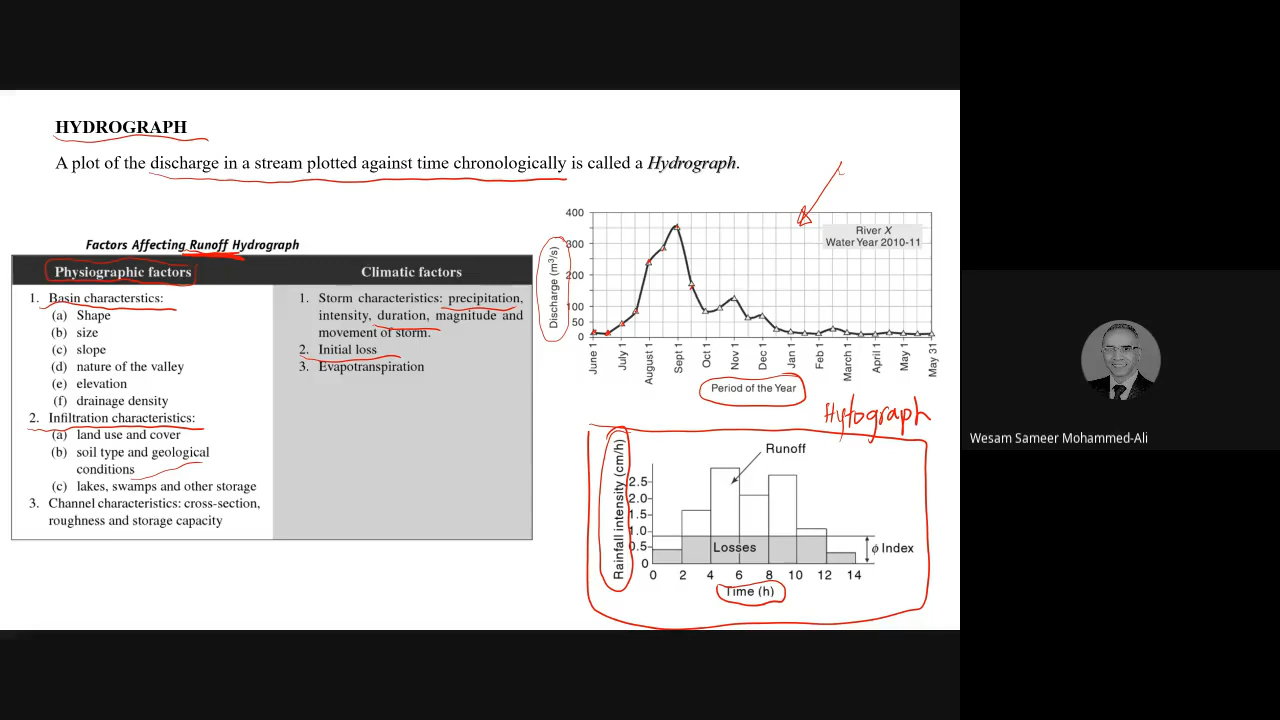 HYDROGRAPH
A plot of the discharge in a stream plotted against time chronologically is called a Hydrograph.
Factors Affecting Runoff Hydrograph
Physiographic factors
1. Basin characterstics:
(a) Shape
(b) size
(c) slope
(d) nature of the valley
(e) elevation
(f) drainage density
2. Infiltration characteristics:
(a) land use and cover
(b) soil type and geological
conditions
(c) lakes, swamps and other storage
3. Channel characteristics: cross-section,
roughness and storage capacity
Climatic factors
1. Storm characteristics: precipitation,
intensity, duration, magnitude and
movement of storm.
2. Initial loss
3. Evapotranspiration
Discharge (m³/s)
400
300
200
100
50
0
River X
Water Year 2010-11
June 1
July 1
August 1
Sept 1
Oct 1
Nov 1
Dec 1
Jan 1
Feb 1
March 1
April 1
May 1
May 31
Period of the Year
Hytograph
Rainfall intensity (cm/h)
2.5
2.0
1.5
1.0
0.5
0
Runoff
Losses
ϕ Index
0 2 4 6 8 10 12 14
Time (h)
Wesam Sameer Mohammed-Ali